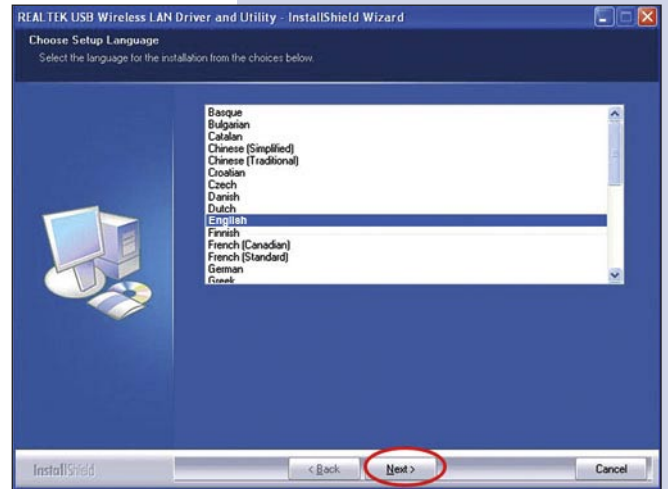 REALTEK USB Wireless LAN Driver and Utility - InstallShield Wizard
Choose Setup Language
Select the language for the installation from the choices below.
Basque
Bulgarian
Catalan
Chinese (Simplified)
Chinese (Traditional)
Croatian
Czech
Danish
Dutch
English
Finnish
French (Canadian)
French (Standard)
German
Greek
InstallShield
< Back
Next >
Cancel